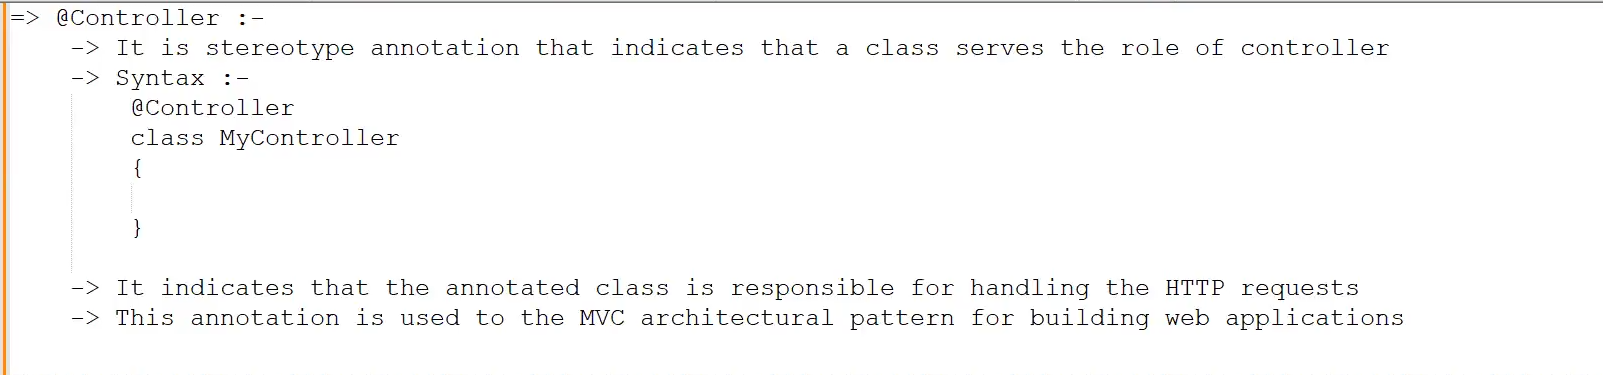 => @Controller :-
-> It is stereotype annotation that indicates that a class serves the role of controller
-> Syntax :-
@Controller
class MyController
{
}
-> It indicates that the annotated class is responsible for handling the HTTP requests
-> This annotation is used to the MVC architectural pattern for building web applications